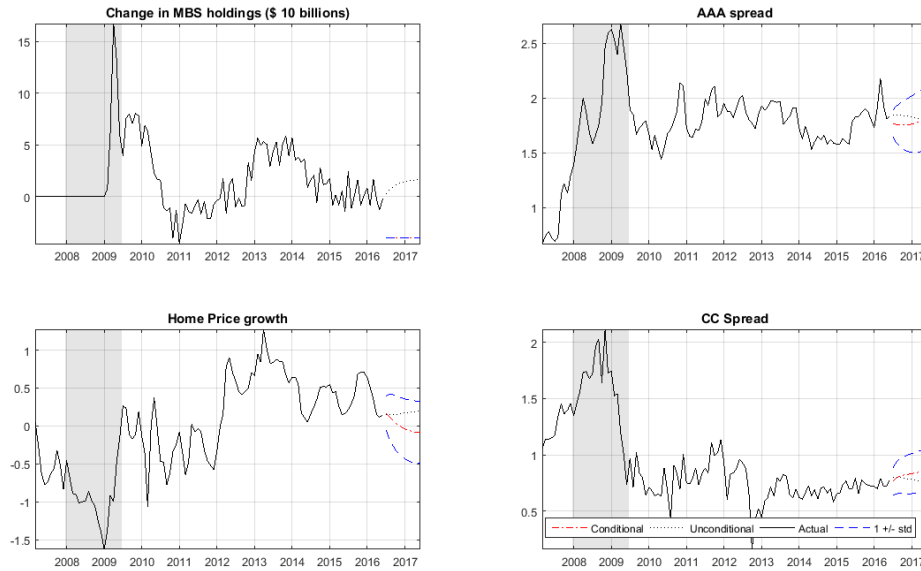 Change in MBS holdings ($ 10 billions)
15
10
5
0
2008 2009 2010 2011 2012 2013 2014 2015 2016 2017
AAA spread
2.5
2
1.5
1
2008 2009 2010 2011 2012 2013 2014 2015 2016 2017
Home Price growth
1
0.5
0
-0.5
-1
-1.5
2008 2009 2010 2011 2012 2013 2014 2015 2016 2017
CC Spread
2
1.5
1
0.5
Conditional Unconditional Actual 1 +/- std
2008 2009 2010 2011 2012 2013 2014 2015 2016 2017